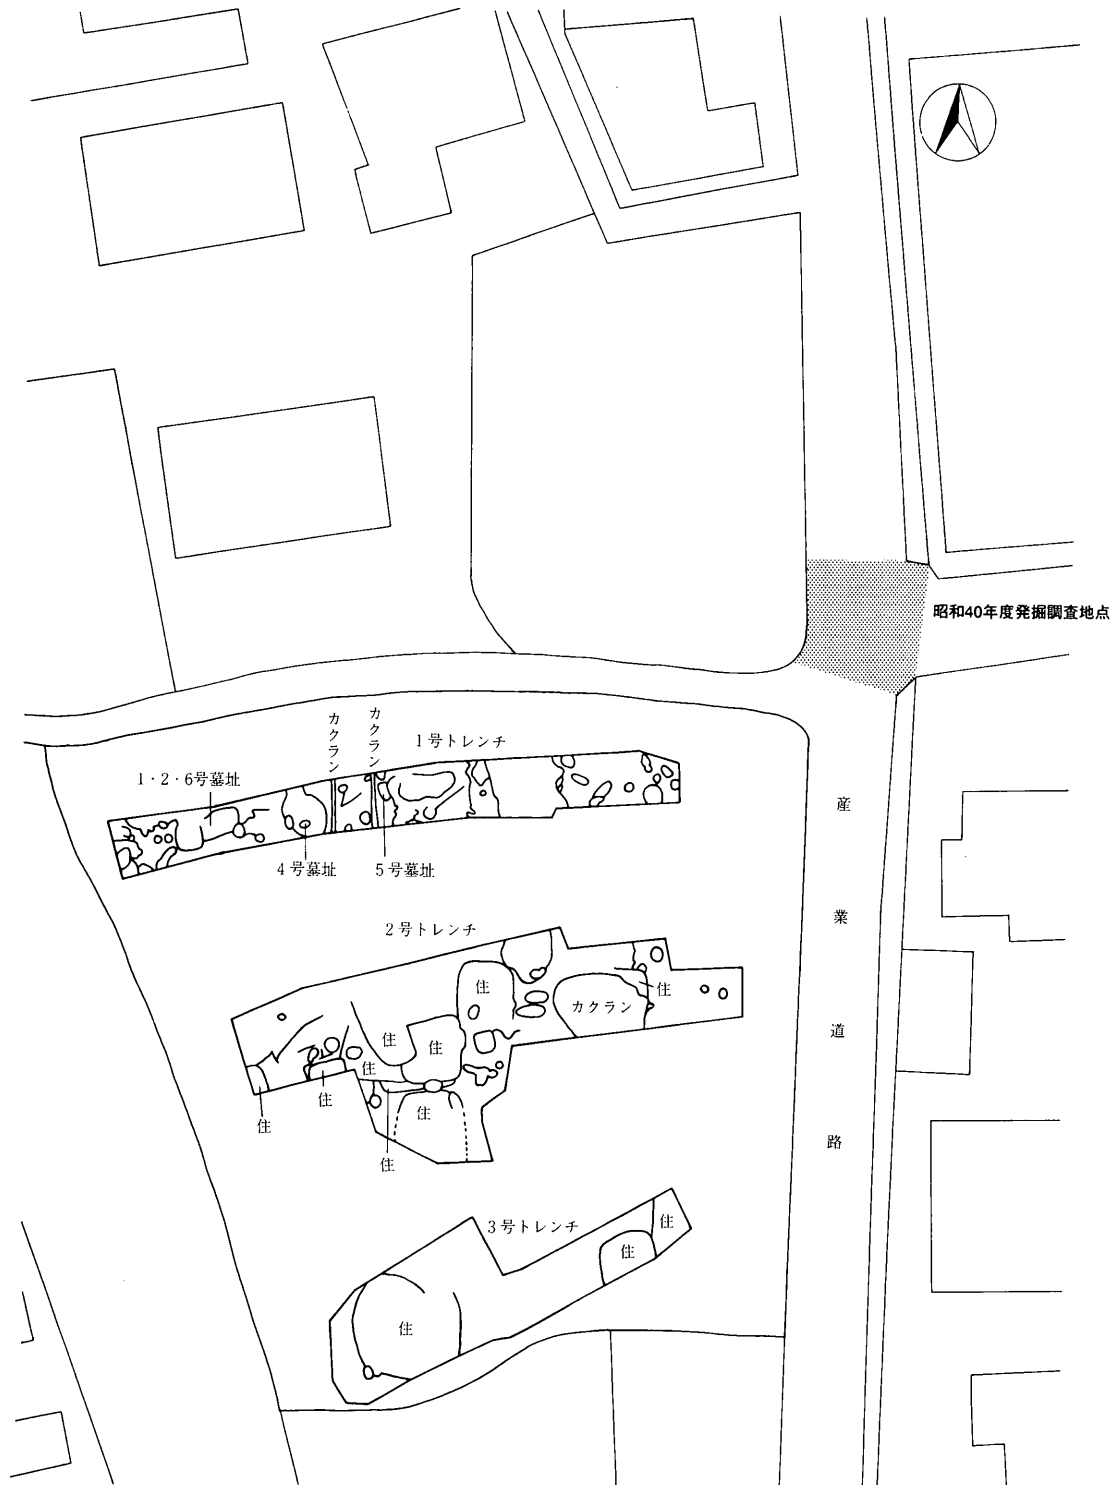 昭和40年度発掘調査地点
カクラン
カクラン
1号トレンチ
1・2・6号墓址
4号墓址
5号墓址
産業道路
2号トレンチ
住
住
カクラン
住
住
住
住
住
住
住
3号トレンチ
住
住
住